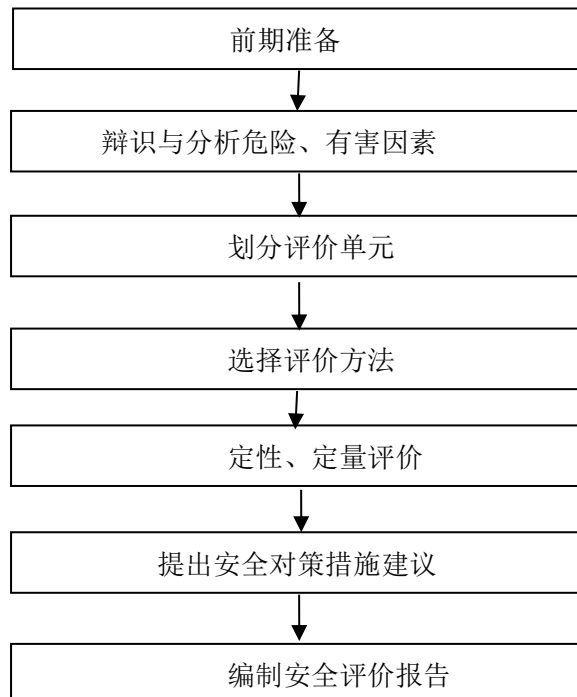 前期准备
辩识与分析危险、有害因素
划分评价单元
选择评价方法
定性、定量评价
提出安全对策措施建议
编制安全评价报告